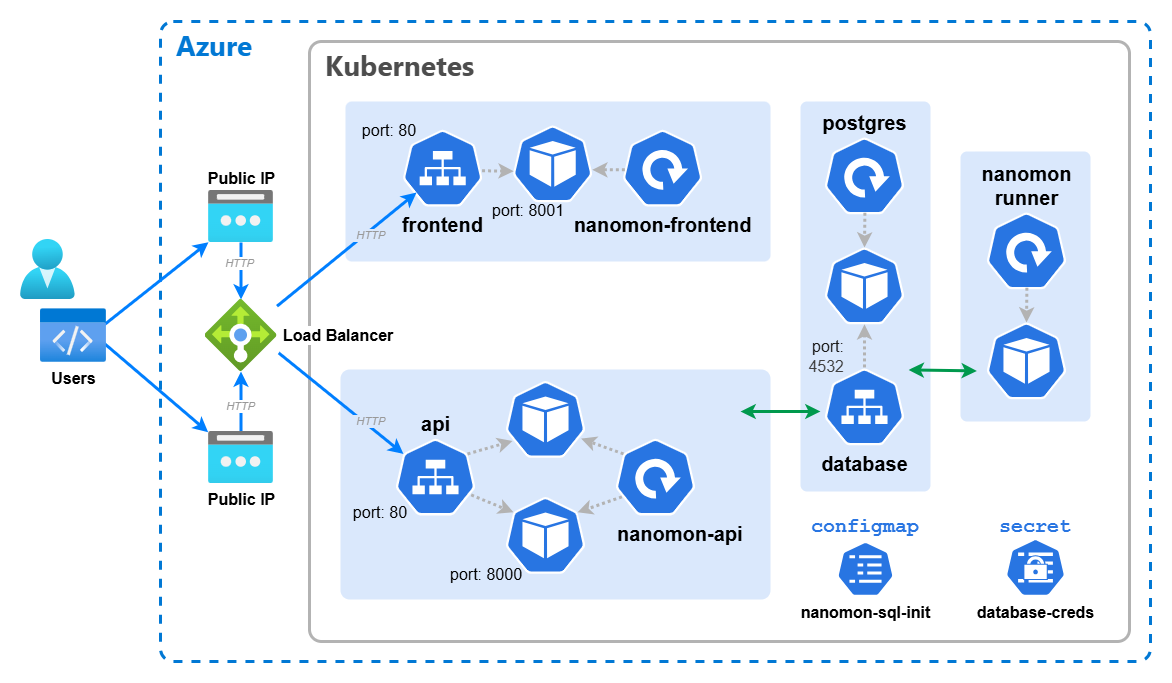 Azure
Kubernetes
port: 80
frontend
port: 8001
nanomon-frontend
postgres
nanomon
runner
Public IP
HTTP
HTTP
Load Balancer
Users
HTTP
HTTP
Public IP
api
port: 80
port: 8000
nanomon-api
port:
4532
database
configmap
nanomon-sql-init
secret
database-creds